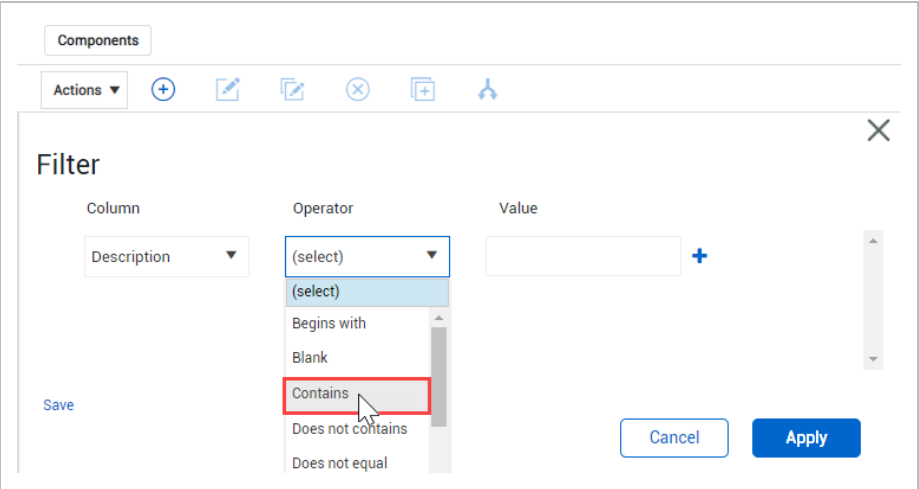 Components
Actions
Filter
Column Operator Value
Description (select)
(select)
Begins with
Blank
Contains
Save
Does not contains
Cancel Apply
Does not equal